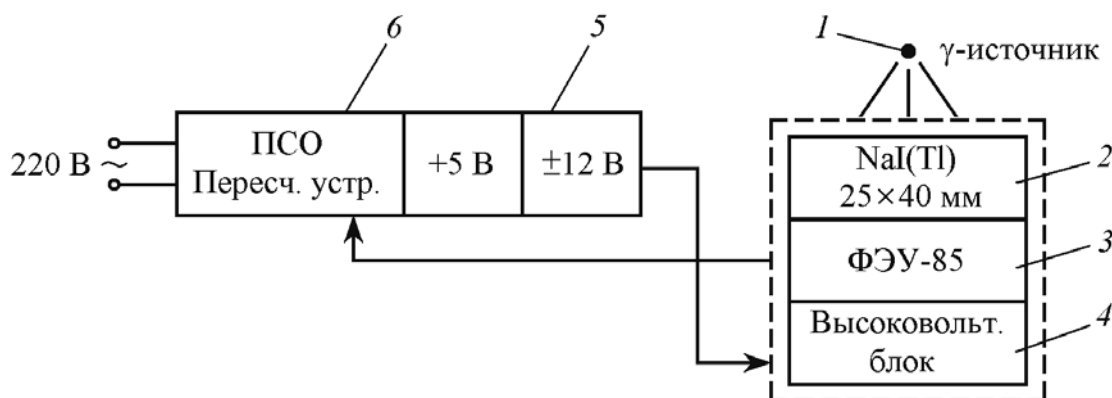 6
5
1
γ-источник
220 В ~
ПСО
Пересч. устр.
+5 В
±12 В
NaI(Tl)
25×40 мм
2
ФЭУ-85
3
Высоковольт.
блок
4